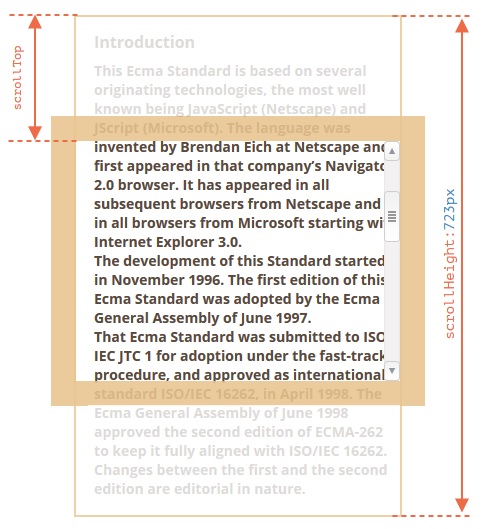 scrollTop
Introduction
This Ecma Standard is based on several
originating technologies, the most well
known being JavaScript (Netscape) and
JScript (Microsoft). The language was
invented by Brendan Eich at Netscape and
first appeared in that company's Navigato
2.0 browser. It has appeared in all
subsequent browsers from Netscape and
in all browsers from Microsoft starting wi
Internet Explorer 3.0.
The development of this Standard started
in November 1996. The first edition of this
Ecma Standard was adopted by the Ecma
General Assembly of June 1997.
That Ecma Standard was submitted to ISO
IEC JTC 1 for adoption under the fast-track
procedure, and approved as international
standard ISO/IEC 16262, in April 1998. The
Ecma General Assembly of June 1998
approved the second edition of ECMA-262
to keep it fully aligned with ISO/IEC 16262.
Changes between the first and the second
edition are editorial in nature.
scrollHeight:723px